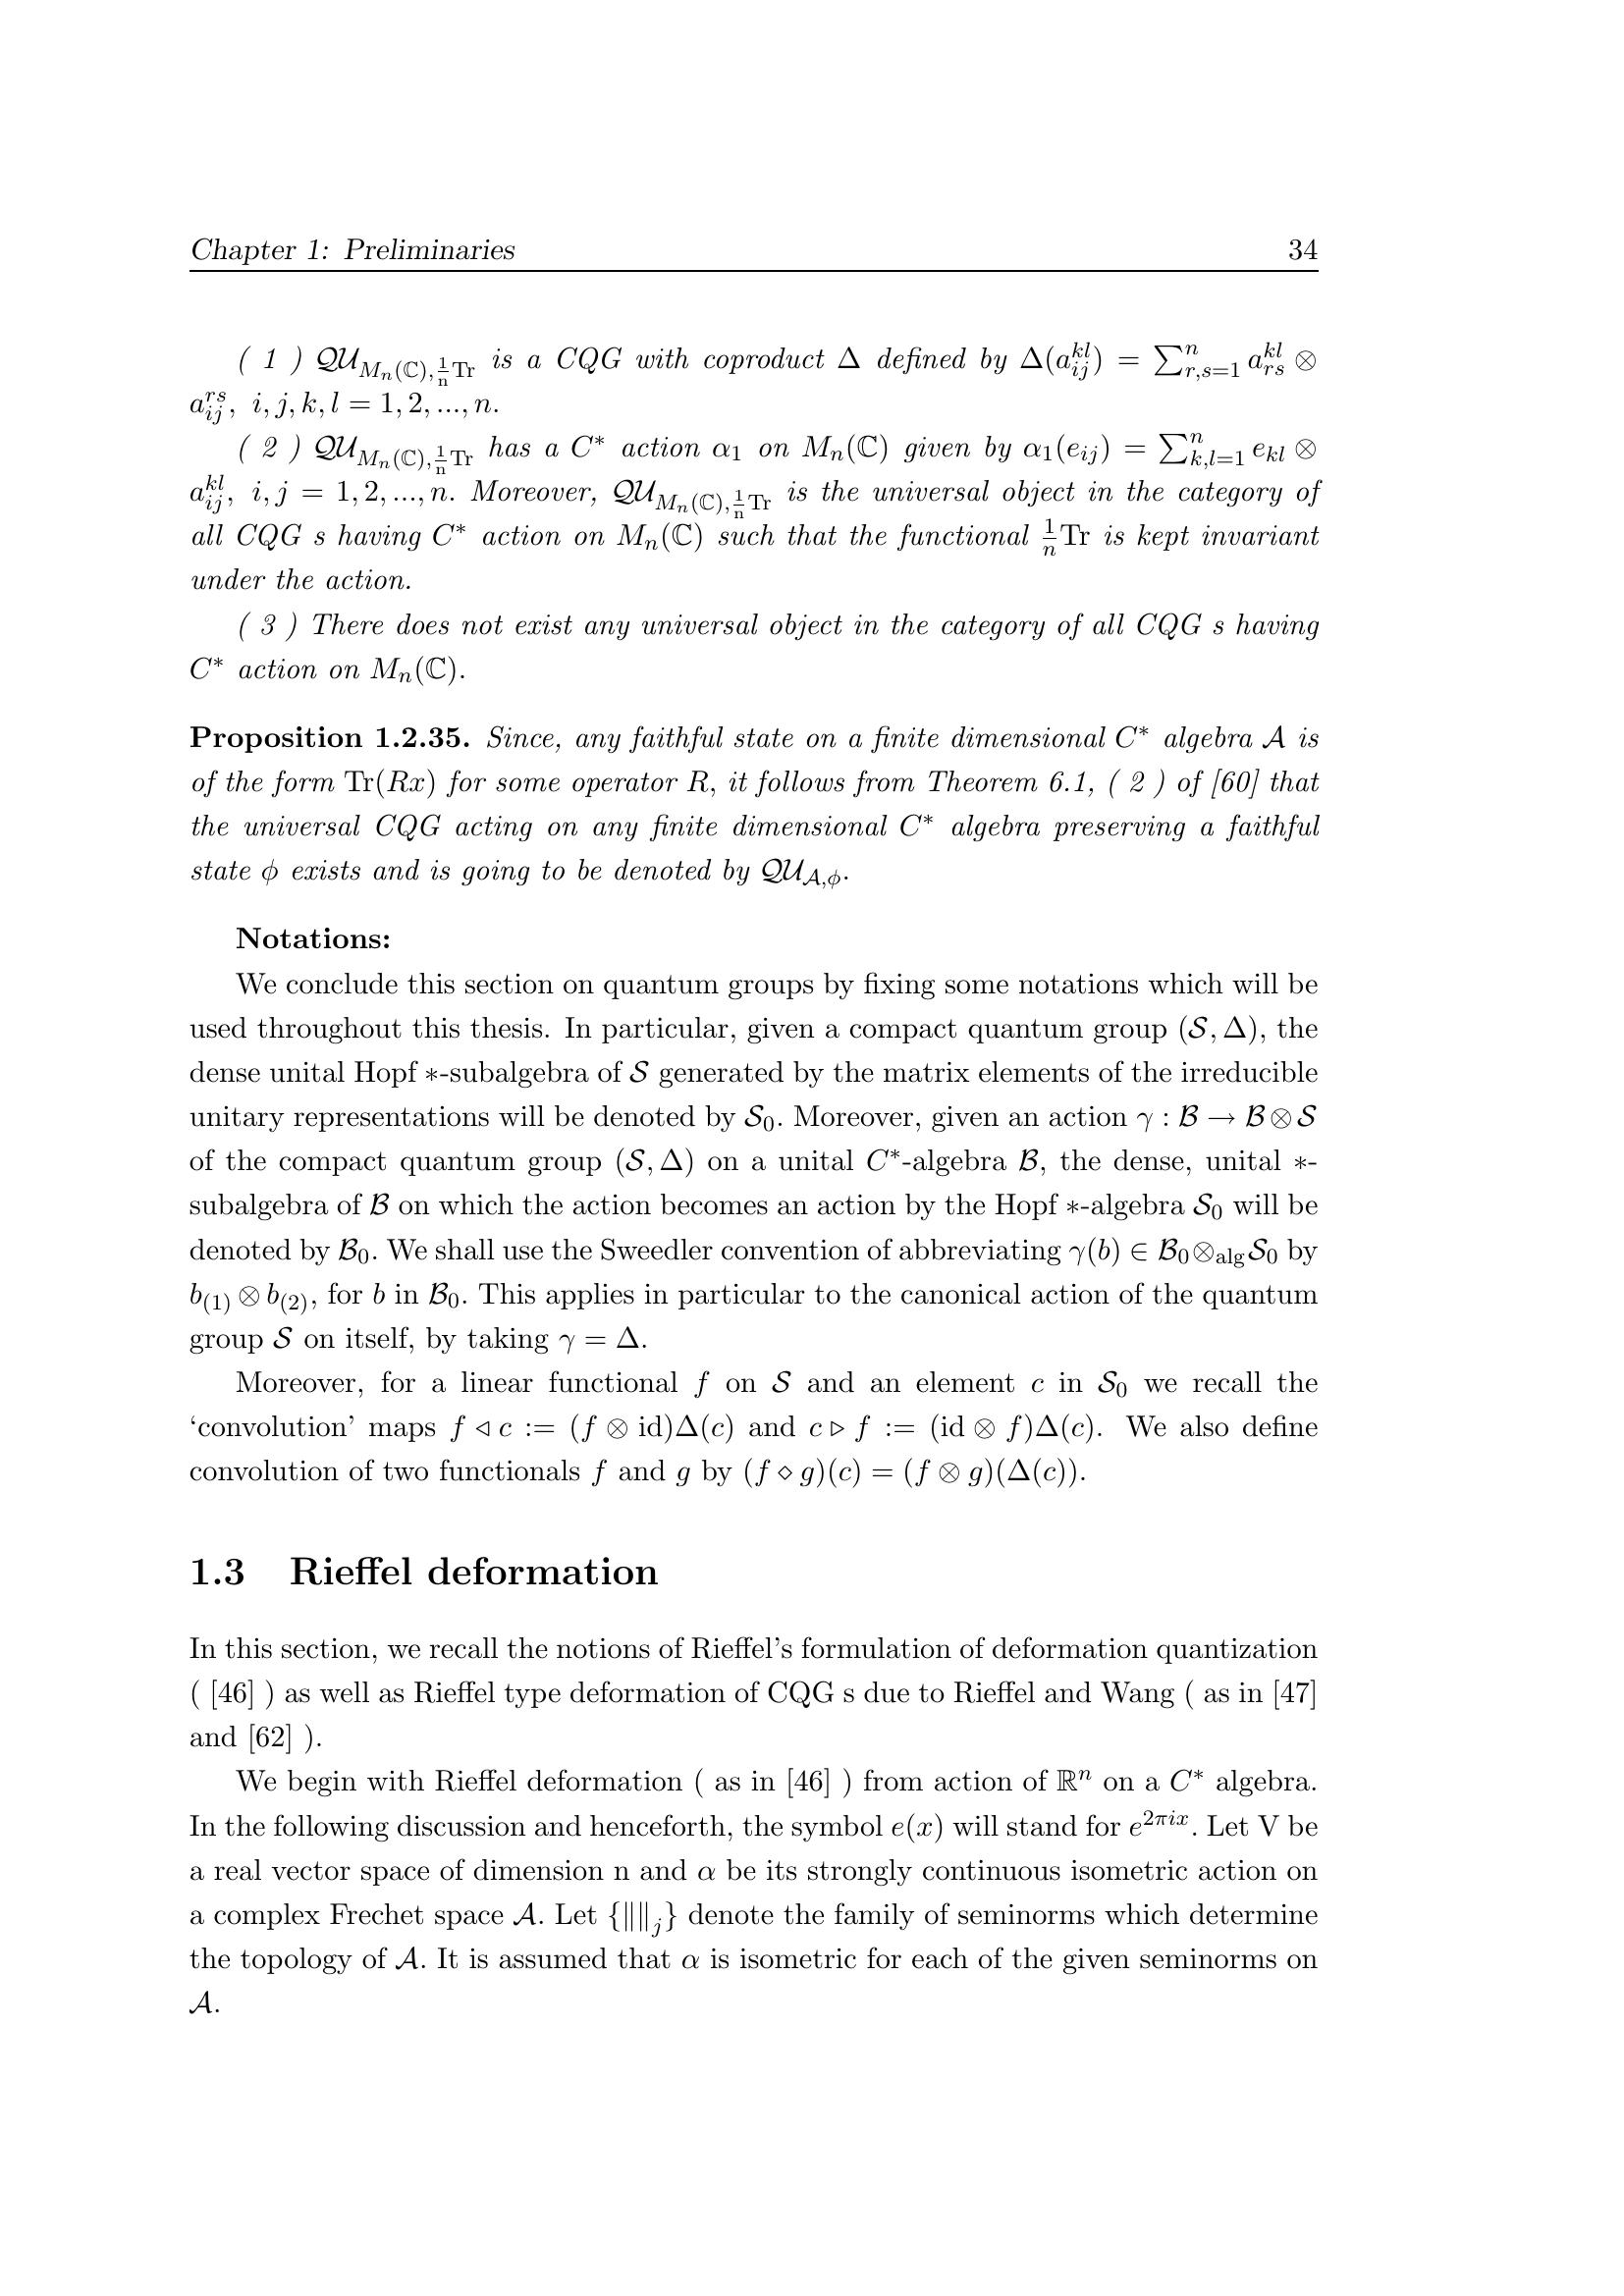 Chapter 1: Preliminaries 34
( 1 ) $\mathcal{QU}_{M_n(\mathbb{C}),\frac{1}{n}\mathrm{Tr}}$ is a CQG with coproduct $\Delta$ defined by $\Delta(a_{ij}^{kl}) = \sum_{r,s=1}^{n} a_{rs}^{kl} \otimes$
$a_{ij}^{rs},\ i, j, k, l = 1, 2, ..., n.$
( 2 ) $\mathcal{QU}_{M_n(\mathbb{C}),\frac{1}{n}\mathrm{Tr}}$ has a $C^*$ action $\alpha_1$ on $M_n(\mathbb{C})$ given by $\alpha_1(e_{ij}) = \sum_{k,l=1}^{n} e_{kl} \otimes$
$a_{ij}^{kl},\ i, j = 1, 2, ..., n.$ Moreover, $\mathcal{QU}_{M_n(\mathbb{C}),\frac{1}{n}\mathrm{Tr}}$ is the universal object in the category of
all CQG s having $C^*$ action on $M_n(\mathbb{C})$ such that the functional $\frac{1}{n}\mathrm{Tr}$ is kept invariant
under the action.
( 3 ) There does not exist any universal object in the category of all CQG s having
$C^*$ action on $M_n(\mathbb{C})$.
Proposition 1.2.35. Since, any faithful state on a finite dimensional $C^*$ algebra $\mathcal{A}$ is
of the form $\mathrm{Tr}(Rx)$ for some operator $R$, it follows from Theorem 6.1, ( 2 ) of [60] that
the universal CQG acting on any finite dimensional $C^*$ algebra preserving a faithful
state $\phi$ exists and is going to be denoted by $\mathcal{QU}_{\mathcal{A},\phi}$.
Notations:
We conclude this section on quantum groups by fixing some notations which will be
used throughout this thesis. In particular, given a compact quantum group $(\mathcal{S}, \Delta)$, the
dense unital Hopf $*$-subalgebra of $\mathcal{S}$ generated by the matrix elements of the irreducible
unitary representations will be denoted by $\mathcal{S}_0$. Moreover, given an action $\gamma : \mathcal{B} \to \mathcal{B} \otimes \mathcal{S}$
of the compact quantum group $(\mathcal{S}, \Delta)$ on a unital $C^*$-algebra $\mathcal{B}$, the dense, unital $*$-
subalgebra of $\mathcal{B}$ on which the action becomes an action by the Hopf $*$-algebra $\mathcal{S}_0$ will be
denoted by $\mathcal{B}_0$. We shall use the Sweedler convention of abbreviating $\gamma(b) \in \mathcal{B}_0 \otimes_{\mathrm{alg}} \mathcal{S}_0$ by
$b_{(1)} \otimes b_{(2)}$, for $b$ in $\mathcal{B}_0$. This applies in particular to the canonical action of the quantum
group $\mathcal{S}$ on itself, by taking $\gamma = \Delta$.
Moreover, for a linear functional $f$ on $\mathcal{S}$ and an element $c$ in $\mathcal{S}_0$ we recall the
‘convolution’ maps $f \triangleleft c := (f \otimes \mathrm{id})\Delta(c)$ and $c \triangleright f := (\mathrm{id} \otimes f)\Delta(c)$. We also define
convolution of two functionals $f$ and $g$ by $(f \diamond g)(c) = (f \otimes g)(\Delta(c))$.
1.3 Rieffel deformation
In this section, we recall the notions of Rieffel’s formulation of deformation quantization
( [46] ) as well as Rieffel type deformation of CQG s due to Rieffel and Wang ( as in [47]
and [62] ).
We begin with Rieffel deformation ( as in [46] ) from action of $\mathbb{R}^n$ on a $C^*$ algebra.
In the following discussion and henceforth, the symbol $e(x)$ will stand for $e^{2\pi i x}$. Let V be
a real vector space of dimension n and $\alpha$ be its strongly continuous isometric action on
a complex Frechet space $\mathcal{A}$. Let $\{\|\|_j\}$ denote the family of seminorms which determine
the topology of $\mathcal{A}$. It is assumed that $\alpha$ is isometric for each of the given seminorms on
$\mathcal{A}$.